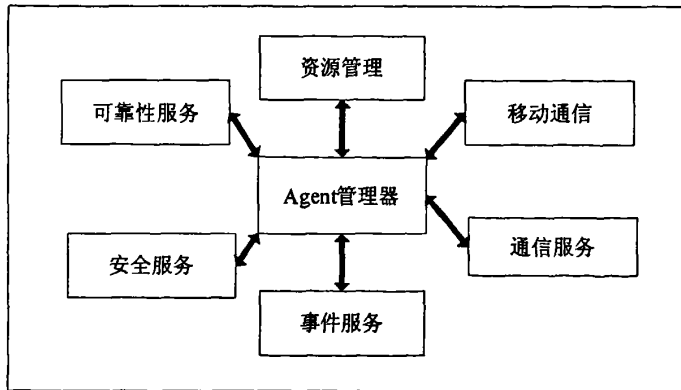 资源管理
可靠性服务
移动通信
Agent管理器
安全服务
通信服务
事件服务